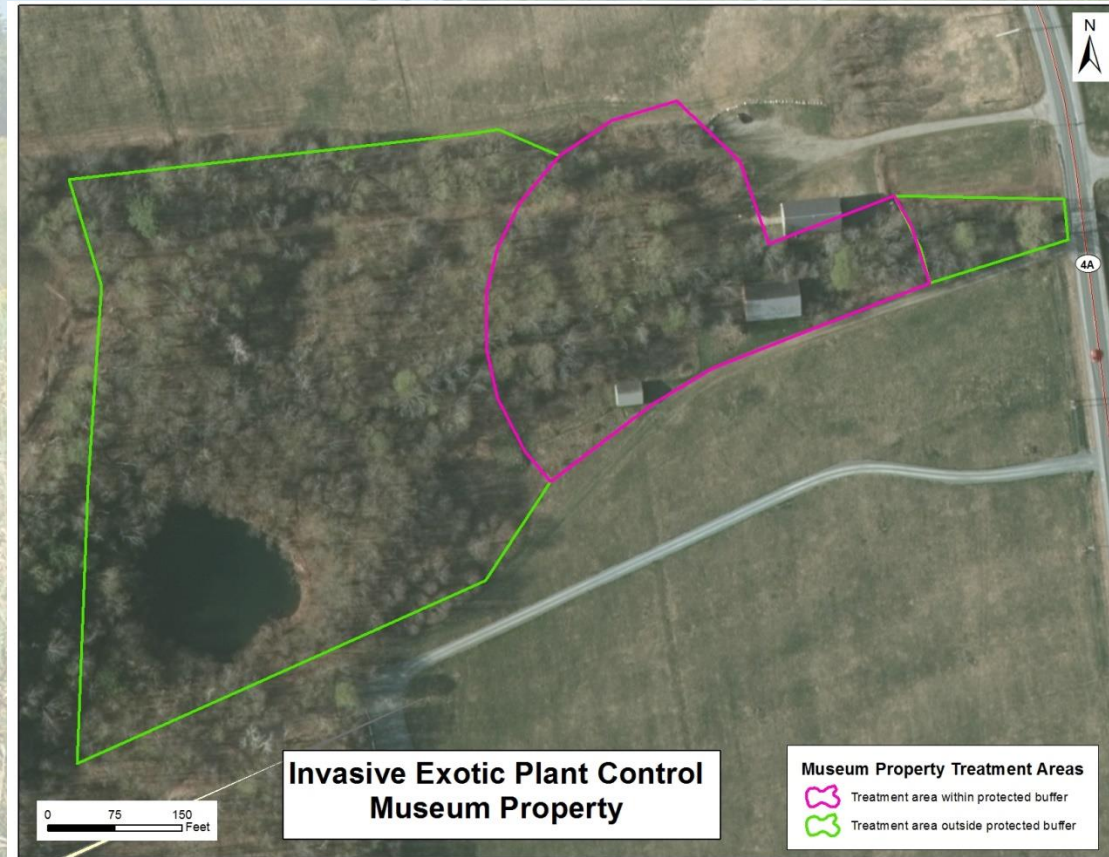 N
4A
Invasive Exotic Plant Control
Museum Property
0 75 150
Feet
Museum Property Treatment Areas
Treatment area within protected buffer
Treatment area outside protected buffer